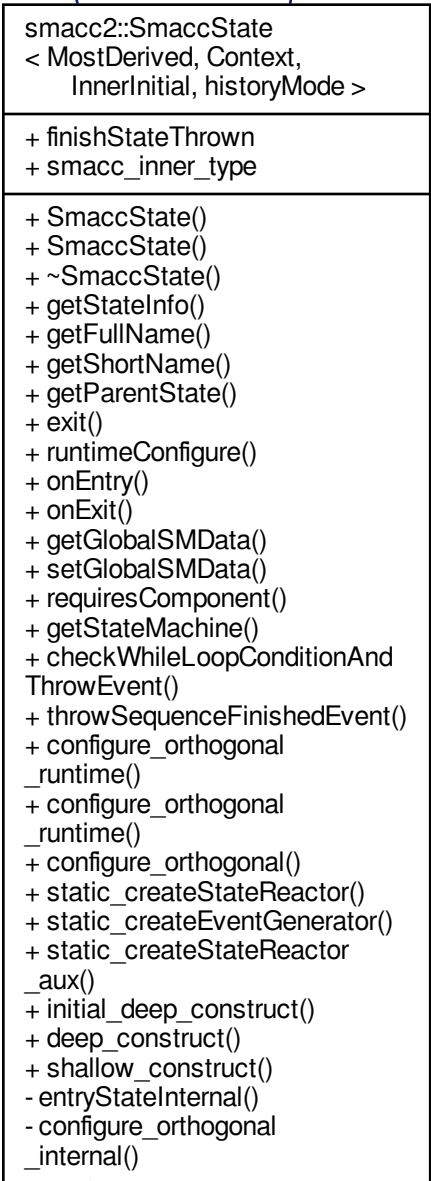 smacc2::SmaccState
< MostDerived, Context,
InnerInitial, historyMode >
+ finishStateThrown
+ smacc_inner_type
+ SmaccState()
+ SmaccState()
+ ~SmaccState()
+ getStateInfo()
+ getFullName()
+ getShortName()
+ getParentState()
+ exit()
+ runtimeConfigure()
+ onEntry()
+ onExit()
+ getGlobalSMData()
+ setGlobalSMData()
+ requiresComponent()
+ getStateMachine()
+ checkWhileLoopConditionAnd
ThrowEvent()
+ throwSequenceFinishedEvent()
+ configure_orthogonal
_runtime()
+ configure_orthogonal
_runtime()
+ configure_orthogonal()
+ static_createStateReactor()
+ static_createEventGenerator()
+ static_createStateReactor
_aux()
+ initial_deep_construct()
+ deep_construct()
+ shallow_construct()
- entryStateInternal()
- configure_orthogonal
_internal()